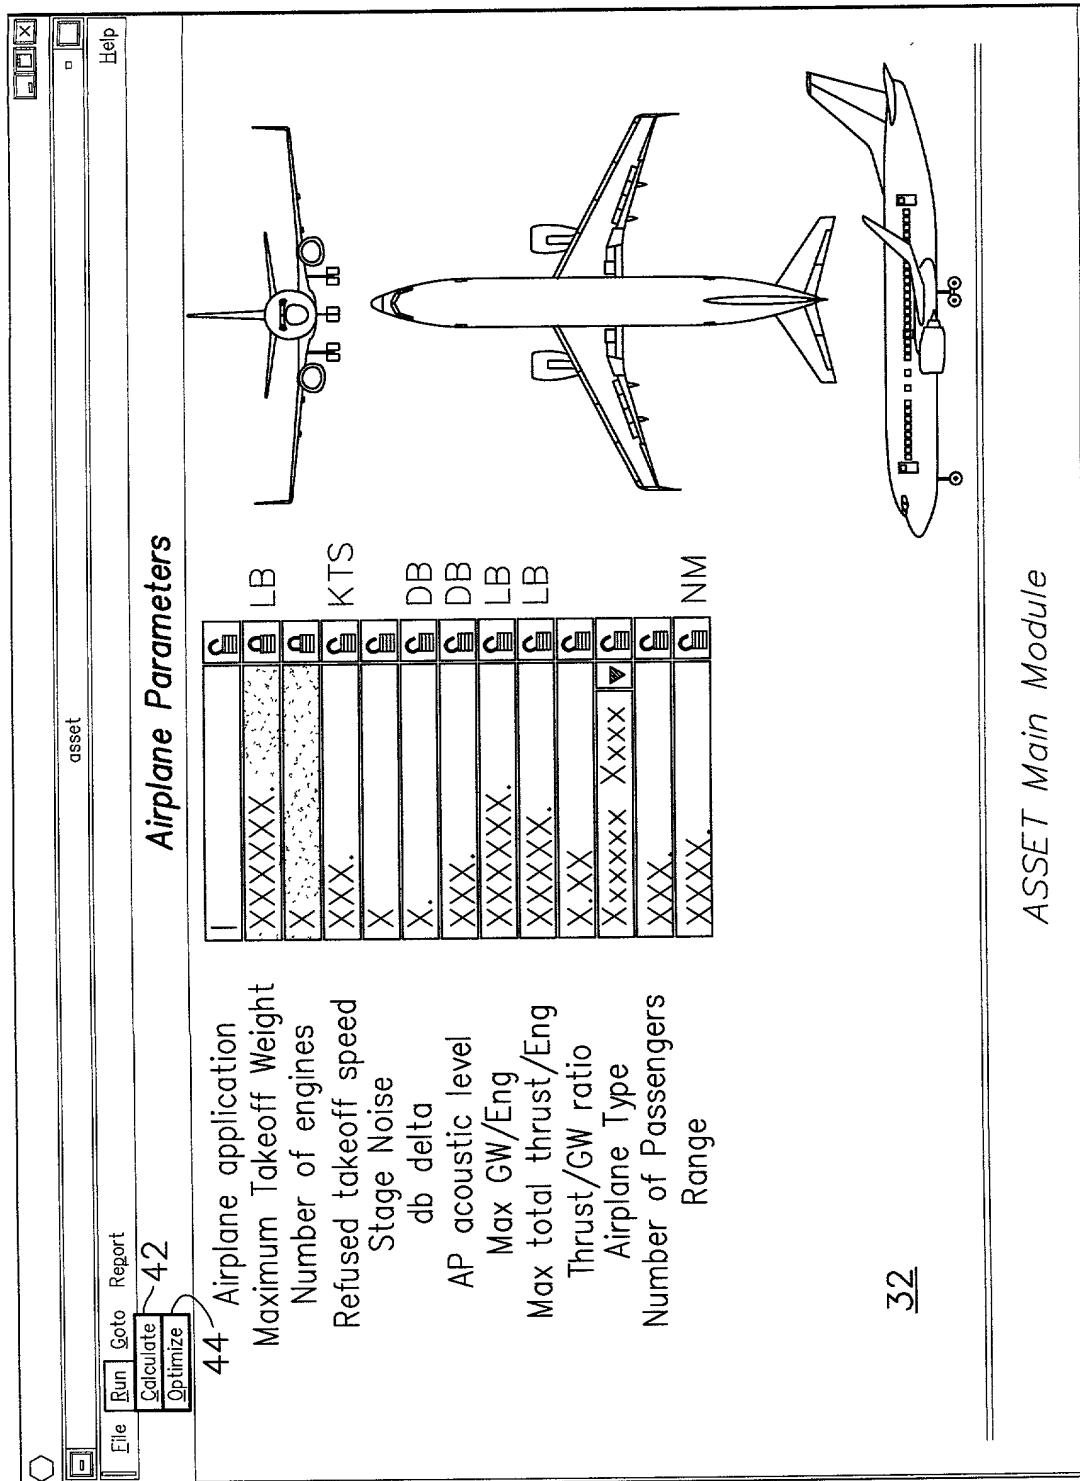 asset
File Run Goto Report Help
Calculate 42
Optimize
44
Airplane Parameters
Airplane application
Maximum Takeoff Weight XXXXXX. LB
Number of engines X
Refused takeoff speed XXX. KTS
Stage Noise X
db delta X. DB
AP acoustic level XXX. DB
Max GW/Eng XXXXXX. LB
Max total thrust/Eng XXXXX. LB
Thrust/GW ratio X.XX
Airplane Type Xxxxxx Xxxx
Number of Passengers XXX.
Range XXXX. NM
32
ASSET Main Module